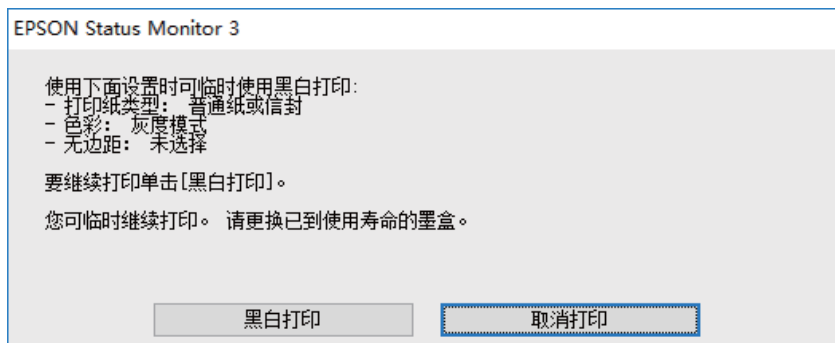 EPSON Status Monitor 3
使用下面设置时可临时使用黑白打印:
- 打印纸类型: 普通纸或信封
- 色彩: 灰度模式
- 无边距: 未选择
要继续打印单击[黑白打印]。
您可临时继续打印。 请更换已到使用寿命的墨盒。
黑白打印
取消打印